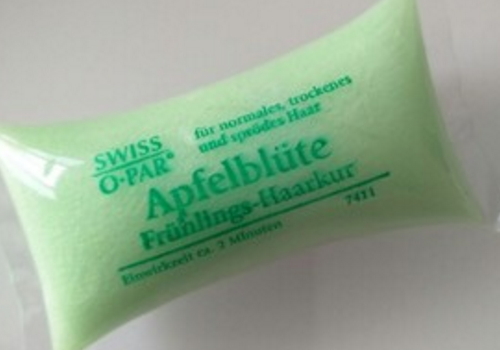 SWISS
O·PAR®
für normales, trockenes
und sprödes Haar
Apfelblüte
Frühlings-Haarkur
7411
Einwirkzeit ca. 2 Minuten